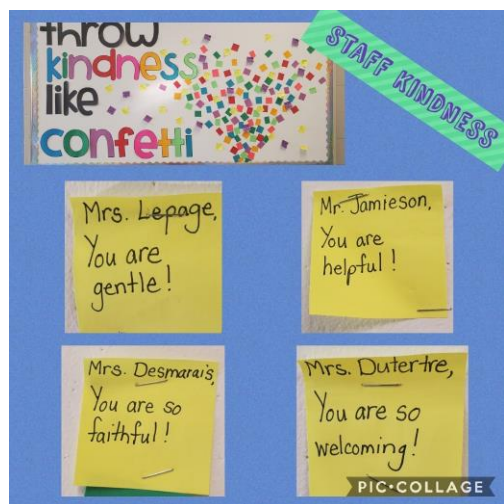 throw
kindness
like
confetti
STAFF KINDNESS
Mrs. Lepage,
You are
gentle!
Mr. Jamieson,
You are
helpful!
Mrs. Desmarais,
You are so
faithful!
Mrs. Dutertre,
You are so
welcoming!
PIC•COLLAGE